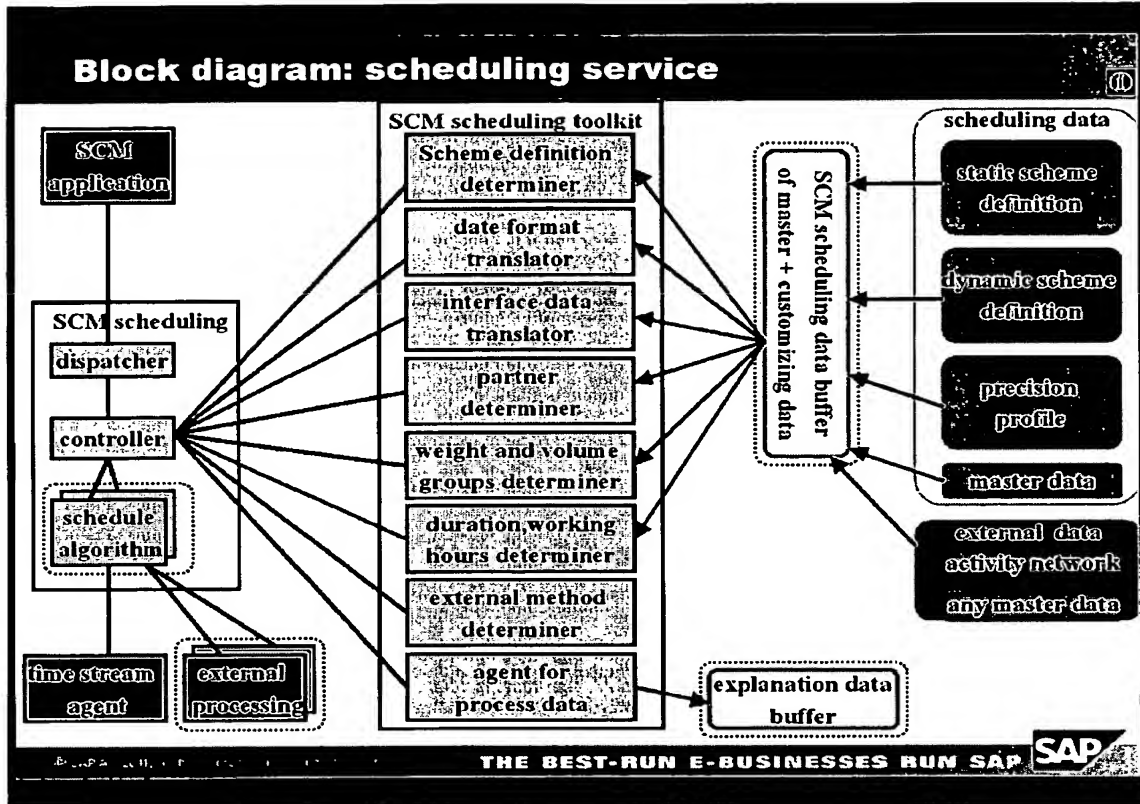 Block diagram: scheduling service
SCM
application
SCM scheduling
dispatcher
controller
schedule
algorithm
time stream
agent
external
processing
SCM scheduling toolkit
Scheme definition
determiner
date format
translator
interface data
translator
partner
determiner
weight and volume
groups determiner
duration,working
hours determiner
external method
determiner
agent for
process data
SCM scheduling data buffer
of master + customizing data
explanation data
buffer
scheduling data
static scheme
definition
dynamic scheme
definition
precision
profile
master data
external data
activity network
any master data
THE BEST-RUN E-BUSINESSES RUN SAP
SAP